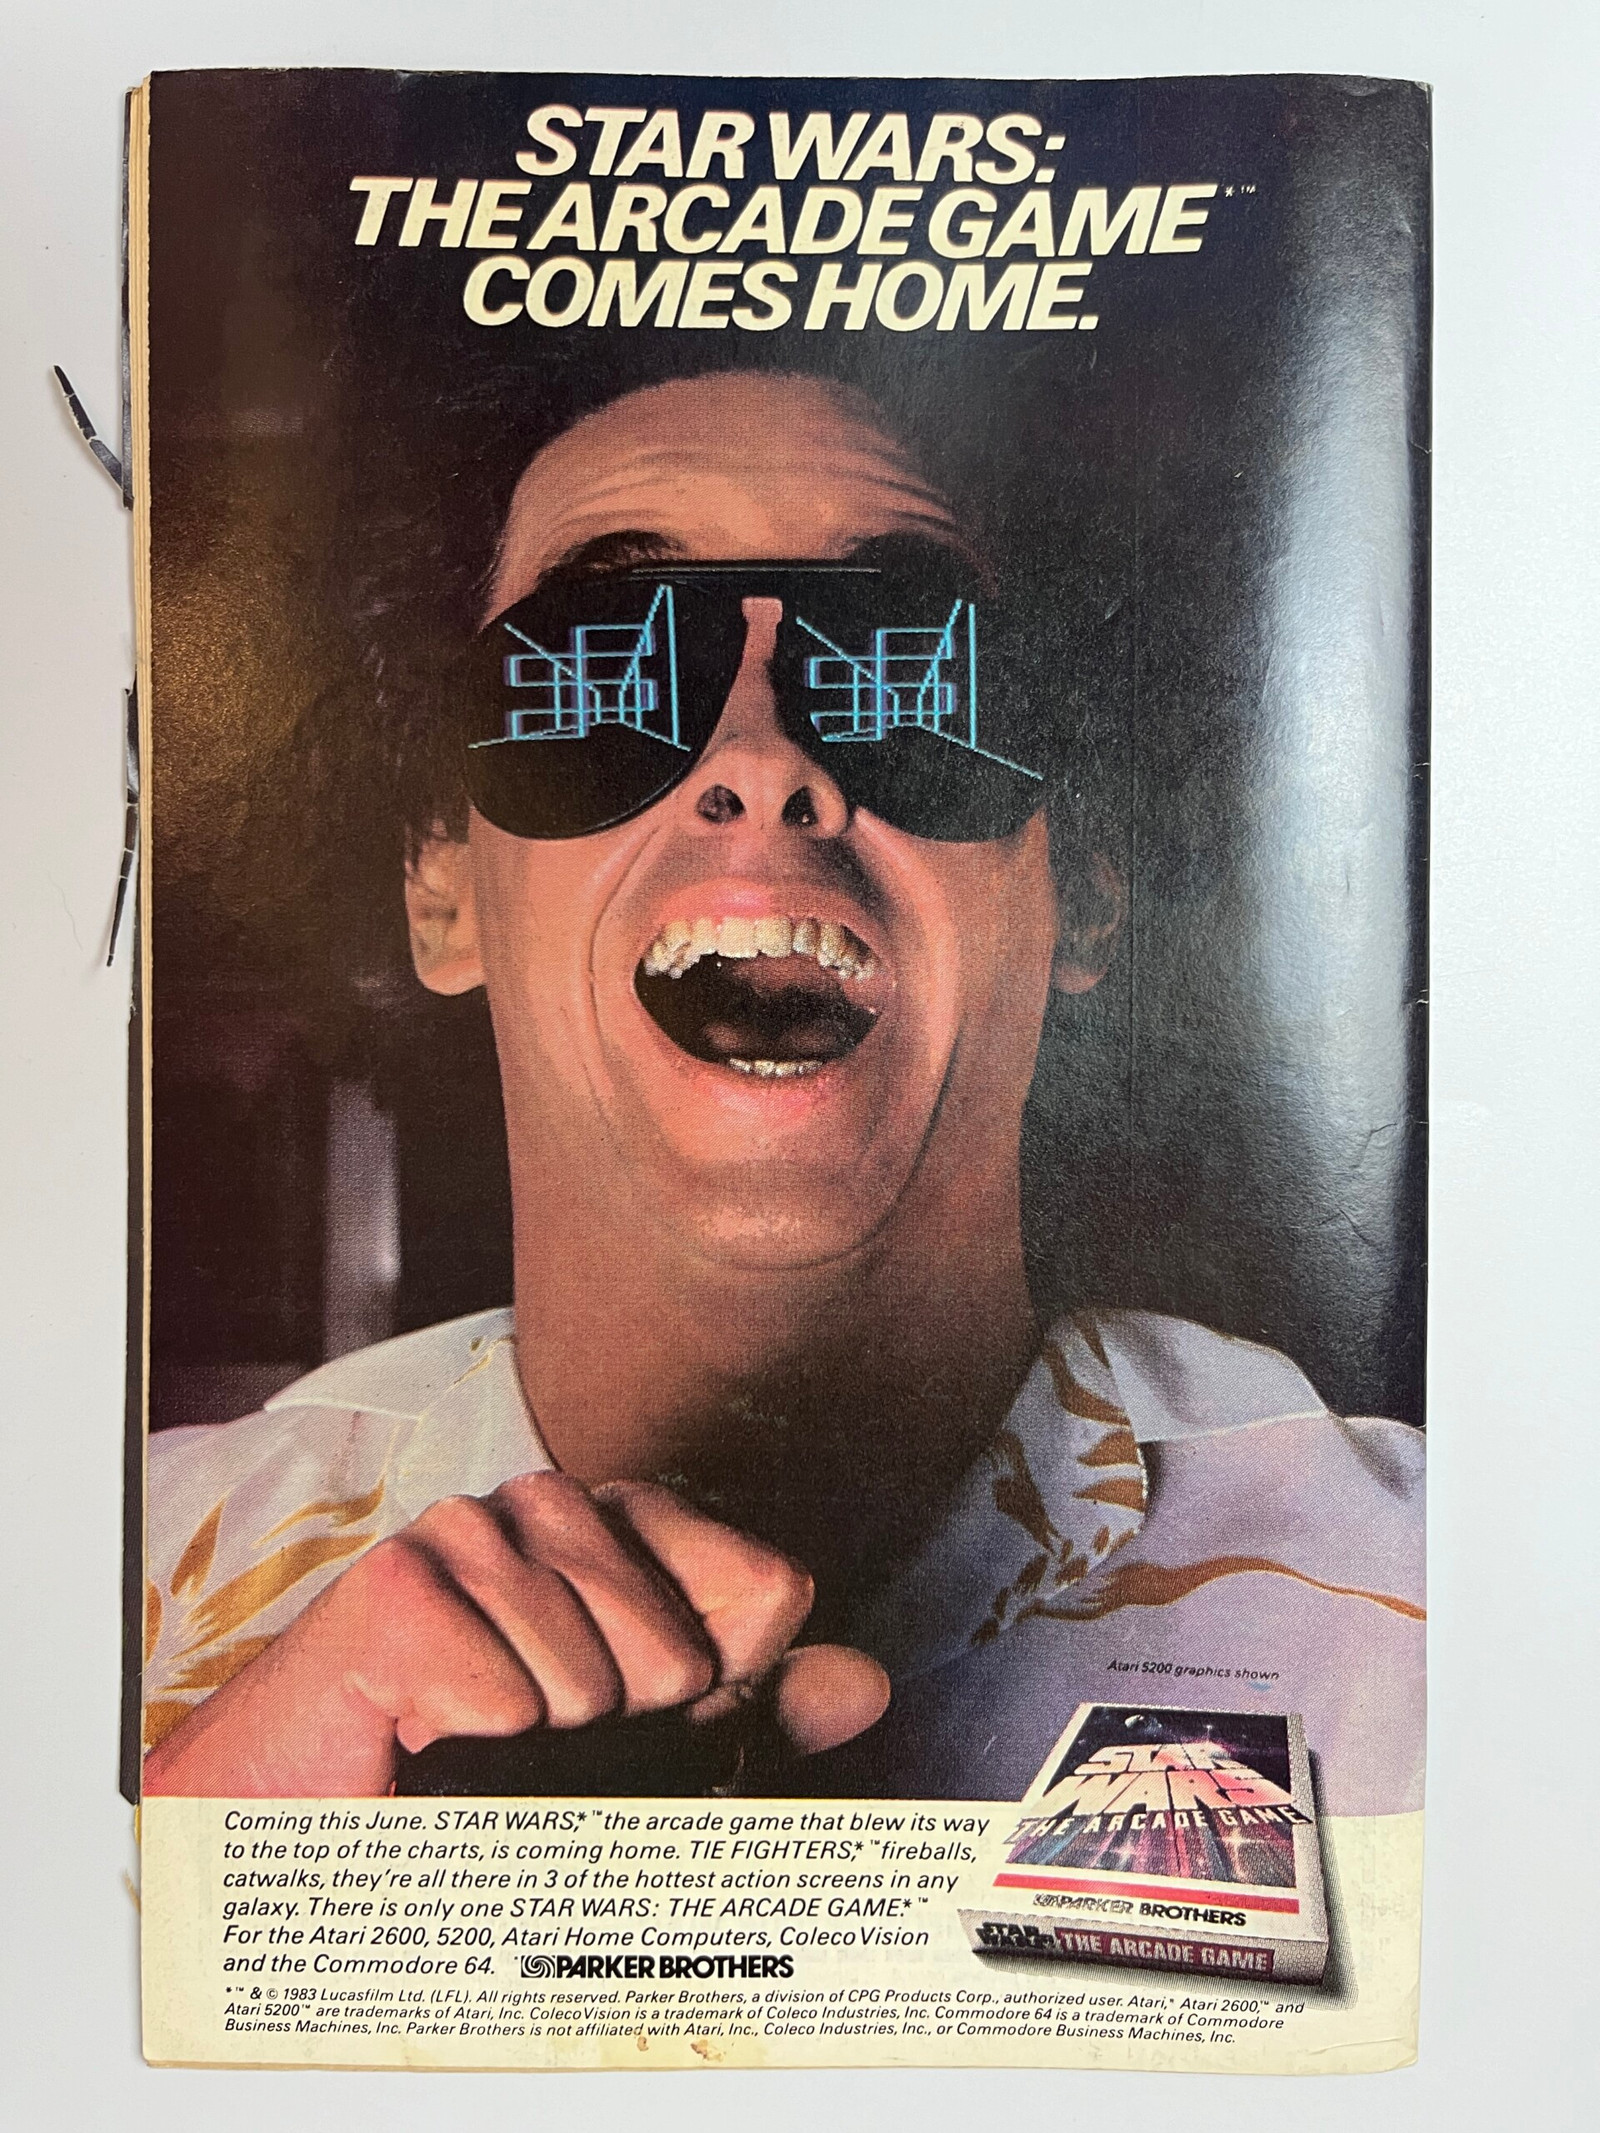 STAR WARS:
THE ARCADE GAME*™
COMES HOME.
Atari 5200 graphics shown
STAR
WARS
THE ARCADE GAME
PARKER BROTHERS
STAR
WARS
THE ARCADE GAME
Coming this June. STAR WARS,*™ the arcade game that blew its way
to the top of the charts, is coming home. TIE FIGHTERS,*™ fireballs,
catwalks, they're all there in 3 of the hottest action screens in any
galaxy. There is only one STAR WARS: THE ARCADE GAME.*™
For the Atari 2600, 5200, Atari Home Computers, ColecoVision
and the Commodore 64. PARKER BROTHERS
*™ & © 1983 Lucasfilm Ltd. (LFL). All rights reserved. Parker Brothers, a division of CPG Products Corp., authorized user. Atari,® Atari 2600,™ and
Atari 5200™ are trademarks of Atari, Inc. ColecoVision is a trademark of Coleco Industries, Inc. Commodore 64 is a trademark of Commodore
Business Machines, Inc. Parker Brothers is not affiliated with Atari, Inc., Coleco Industries, Inc., or Commodore Business Machines, Inc.